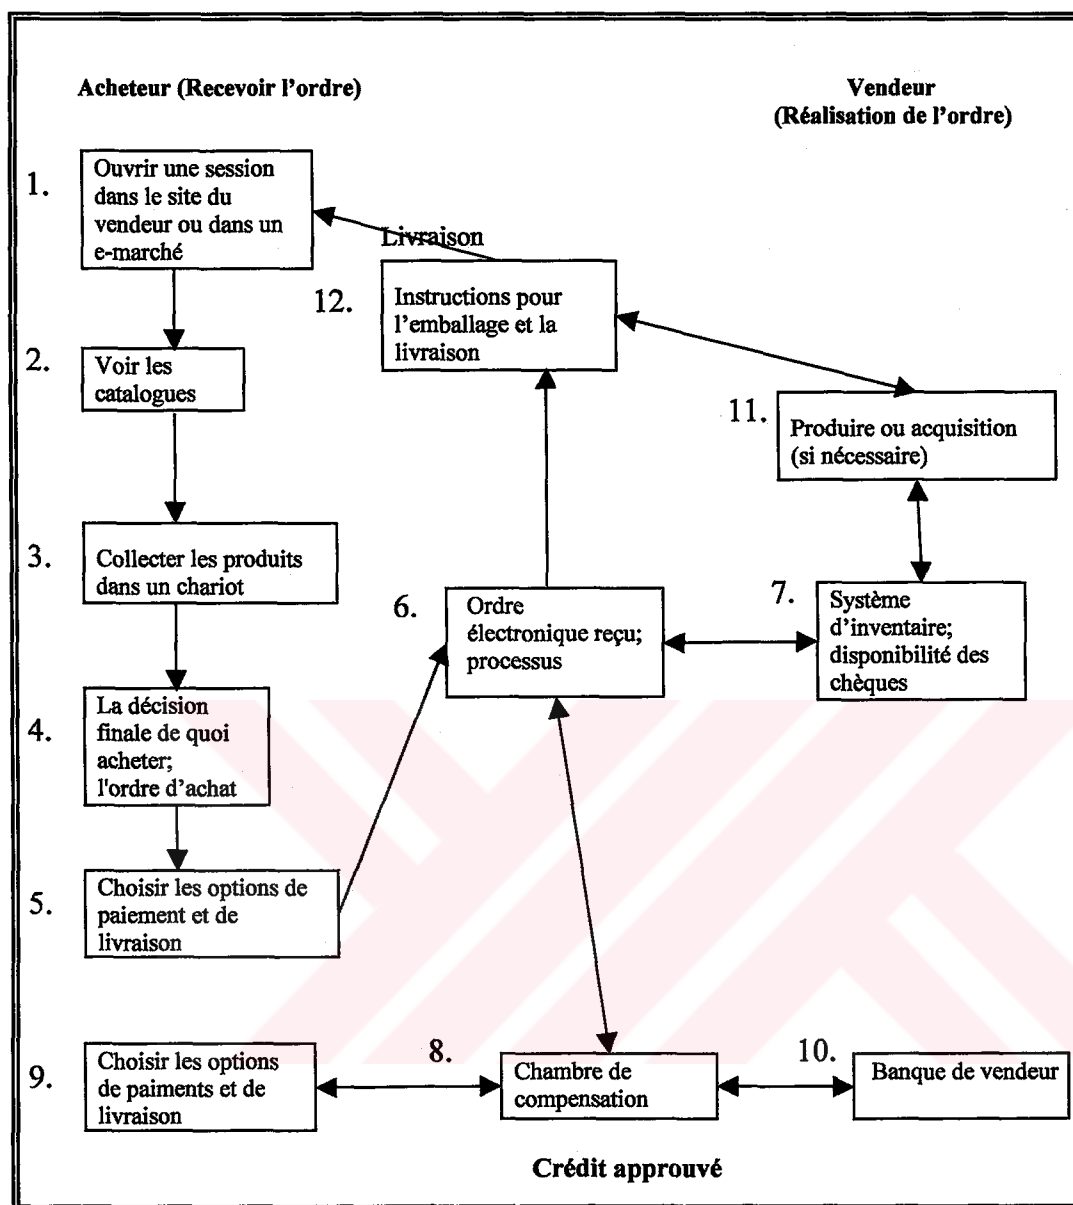 Acheteur (Recevoir l'ordre)
Vendeur
(Réalisation de l'ordre)
1.
Ouvrir une session
dans le site du
vendeur ou dans un
e-marché
Livraison
12.
Instructions pour
l'emballage et la
livraison
2.
Voir les
catalogues
11.
Produire ou acquisition
(si nécessaire)
3.
Collecter les produits
dans un chariot
6.
Ordre
électronique reçu;
processus
7.
Système
d'inventaire;
disponibilité des
chèques
4.
La décision
finale de quoi
acheter;
l'ordre d'achat
5.
Choisir les options de
paiement et de
livraison
9.
Choisir les options
de paiments et de
livraison
8.
Chambre de
compensation
10.
Banque de vendeur
Crédit approuvé